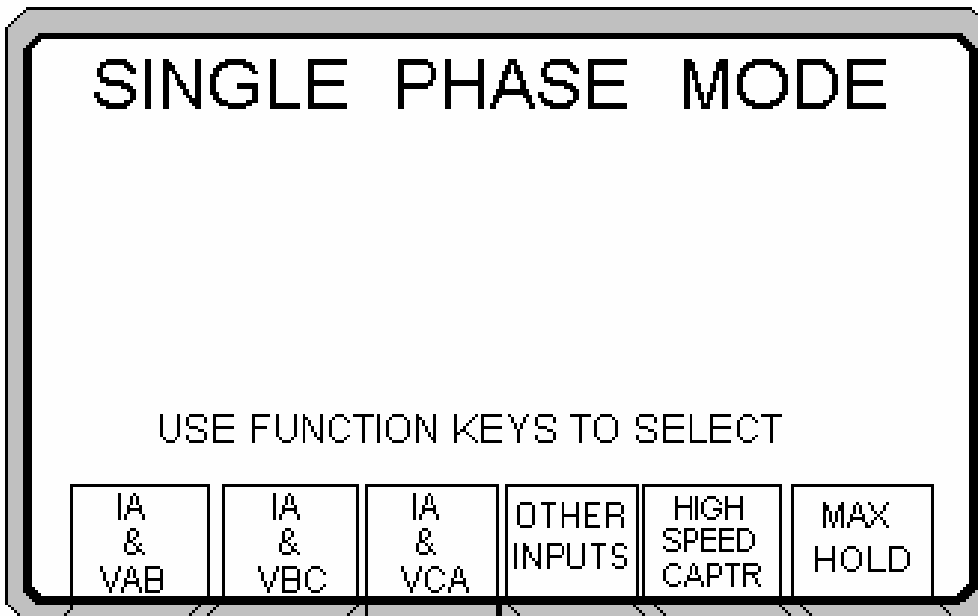 SINGLE PHASE MODE
USE FUNCTION KEYS TO SELECT
IA
&
VAB
IA
&
VBC
IA
&
VCA
OTHER
INPUTS
HIGH
SPEED
CAPTR
MAX
HOLD